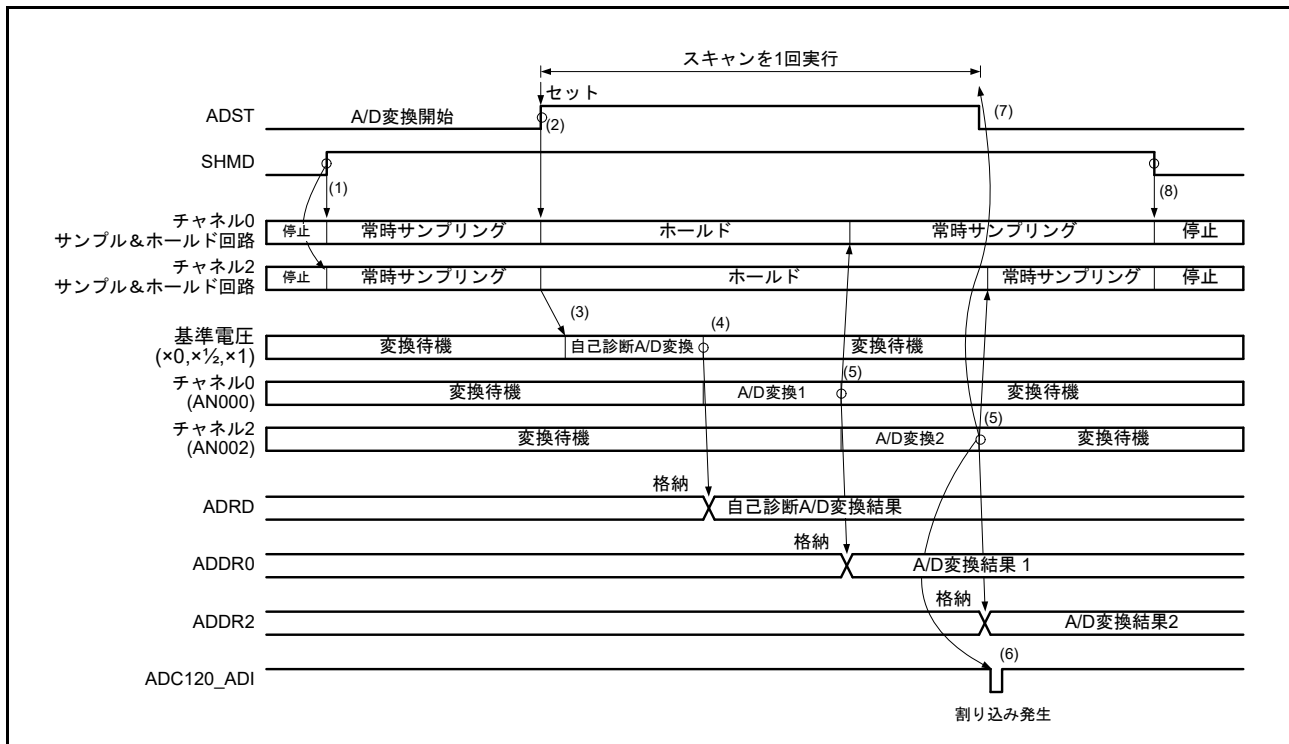 スキャンを1回実行
セット
ADST
A/D変換開始
(2)
(7)
SHMD
(1)
(8)
チャネル0
サンプル&ホールド回路
停止
常時サンプリング
ホールド
常時サンプリング
停止
チャネル2
サンプル&ホールド回路
停止
常時サンプリング
ホールド
常時サンプリング
停止
(3)
(4)
基準電圧
(×0,×½,×1)
変換待機
自己診断A/D変換
変換待機
チャネル0
(AN000)
変換待機
A/D変換1
(5)
変換待機
チャネル2
(AN002)
変換待機
A/D変換2
(5)
変換待機
格納
ADRD
自己診断A/D変換結果
格納
ADDR0
A/D変換結果 1
格納
ADDR2
A/D変換結果2
(6)
ADC120_ADI
割り込み発生